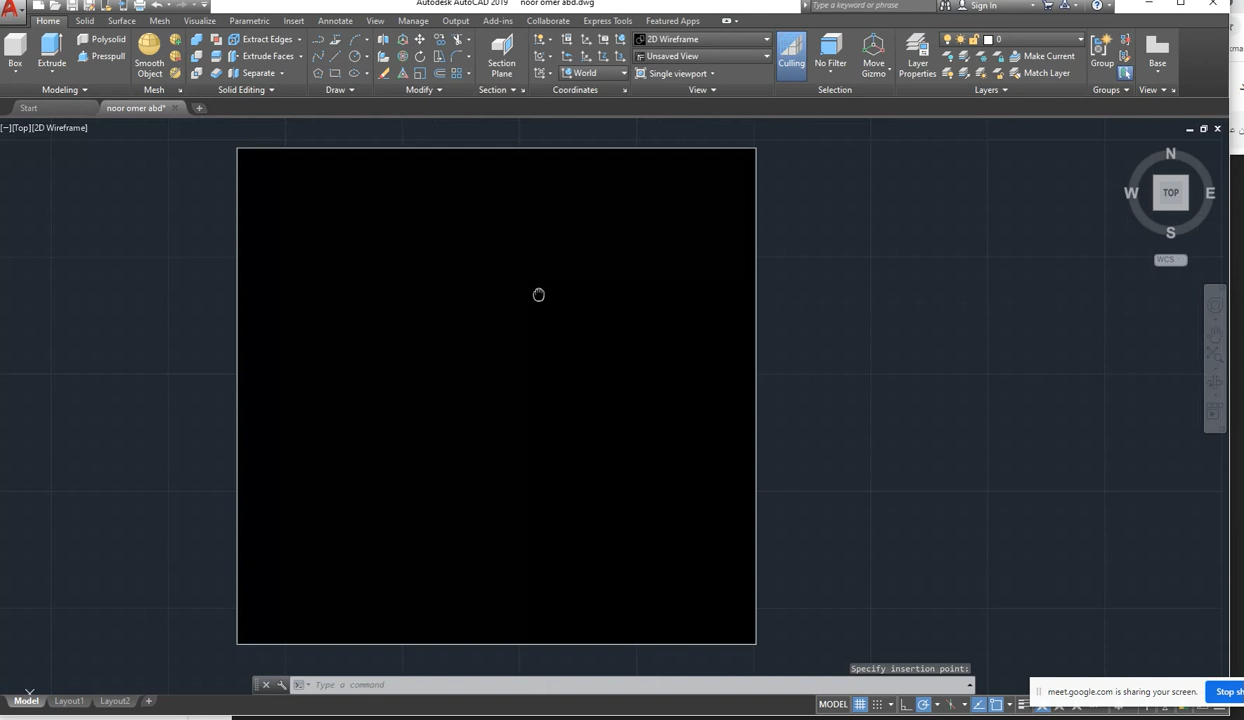 Autodesk AutoCAD 2019 noor omer abd.dwg
Type a keyword or phrase
Sign In
Home Solid Surface Mesh Visualize Parametric Insert Annotate View Manage Output Add-ins Collaborate Express Tools Featured Apps
Polysolid
Extract Edges
2D Wireframe
0
Box
Presspull
Extrude
Smooth Object
Extrude Faces
Separate
Section Plane
World
Unsaved View
Single viewport
Culling
No Filter
Move Gizmo
Layer Properties
Make Current
Match Layer
Group
Base
Modeling Mesh Solid Editing Draw Modify Section Coordinates View Selection Layers Groups View
Start
noor omer abd*
[−][Top][2D Wireframe]
N
W TOP E
S
WCS
Specify insertion point:
Type a command
meet.google.com is sharing your screen.
Stop sh
Model Layout1 Layout2
MODEL